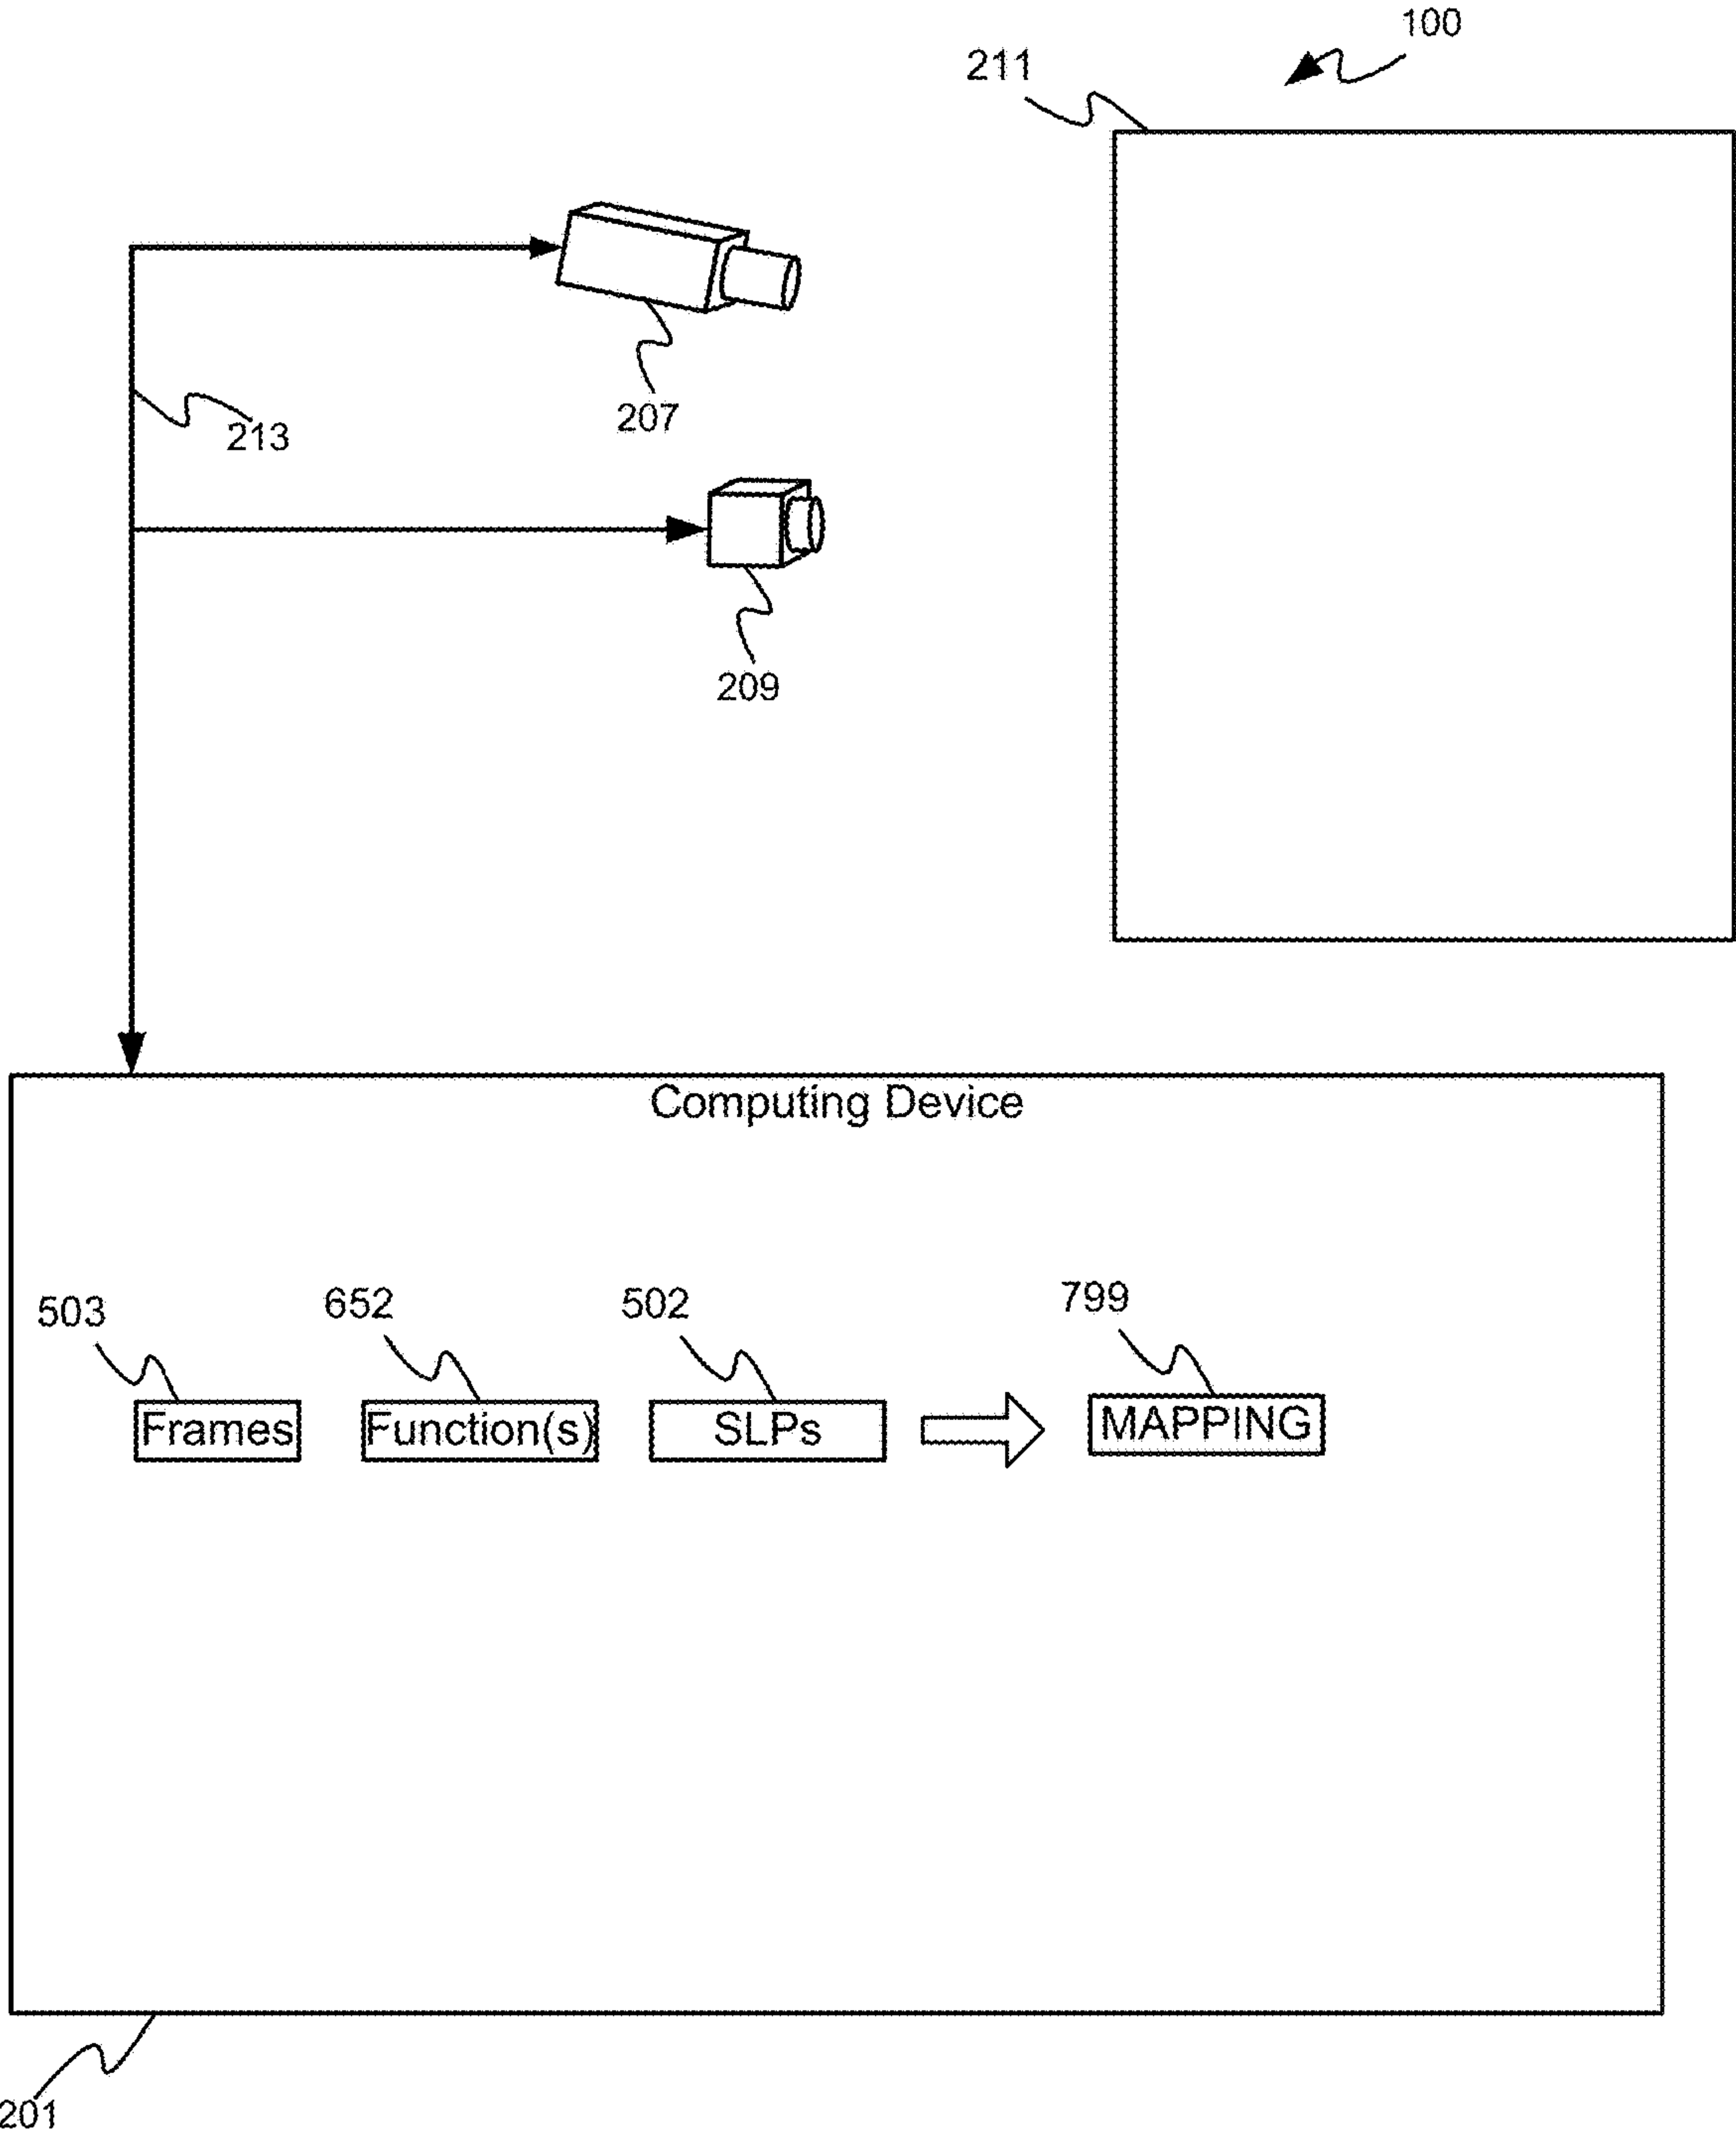 100
211
207
213
209
Computing Device
503
652
502
799
Frames
Function(s)
SLPs
MAPPING
201